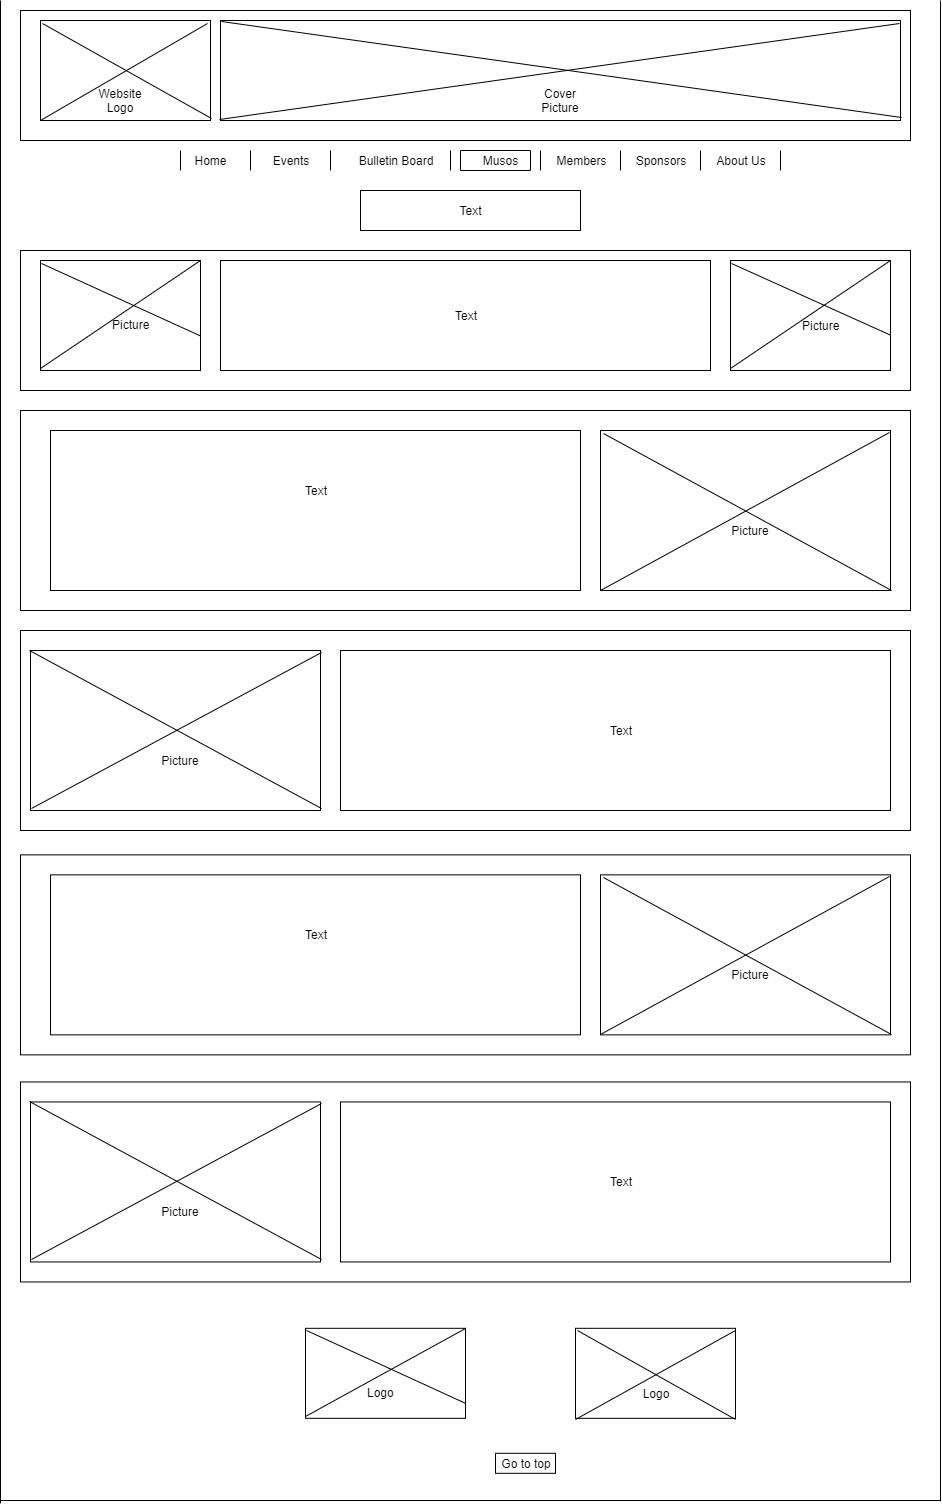 Website
Logo
Cover
Picture
Home Events Bulletin Board Musos Members Sponsors About Us
Text
Picture
Text
Picture
Text
Picture
Picture
Text
Text
Picture
Picture
Text
Logo
Logo
Go to top